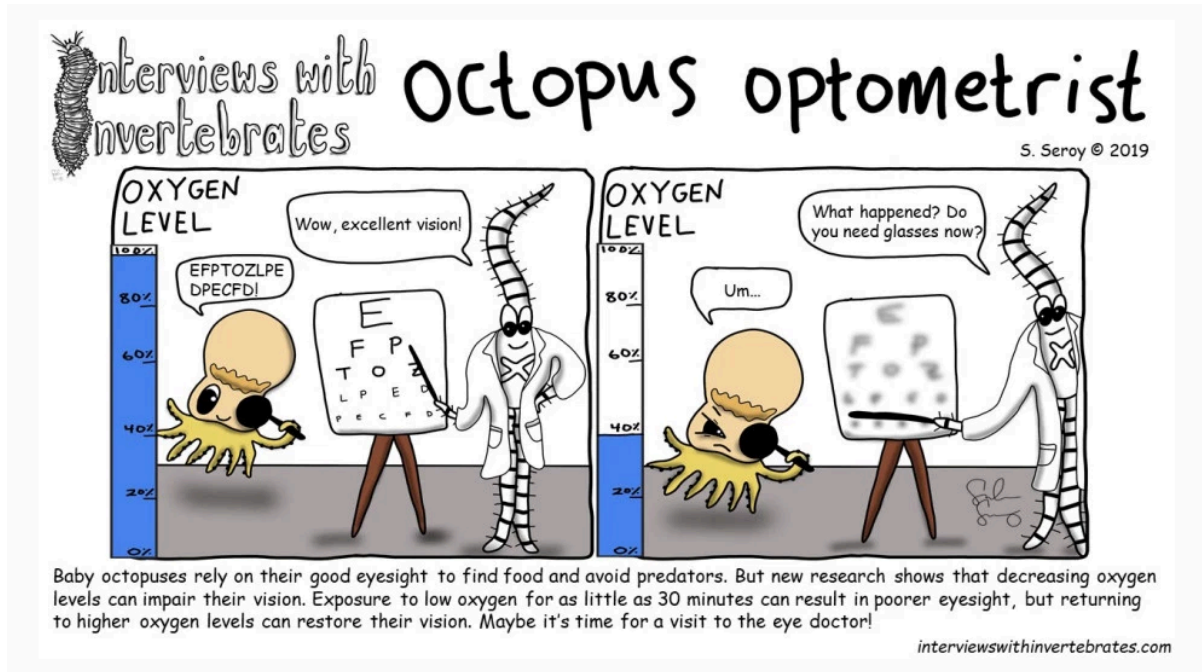 Interviews with
Invertebrates
Octopus optometrist
S. Seroy © 2019
OXYGEN
LEVEL
100%
80%
60%
40%
20%
0%
EFPTOZLPE
DPECFD!
Wow, excellent vision!
E
F P
T O Z
L P E D
P E C F D
OXYGEN
LEVEL
100%
80%
60%
40%
20%
0%
Um...
What happened? Do
you need glasses now?
E
F P
T O Z
Baby octopuses rely on their good eyesight to find food and avoid predators. But new research shows that decreasing oxygen
levels can impair their vision. Exposure to low oxygen for as little as 30 minutes can result in poorer eyesight, but returning
to higher oxygen levels can restore their vision. Maybe it's time for a visit to the eye doctor!
interviewswithinvertebrates.com